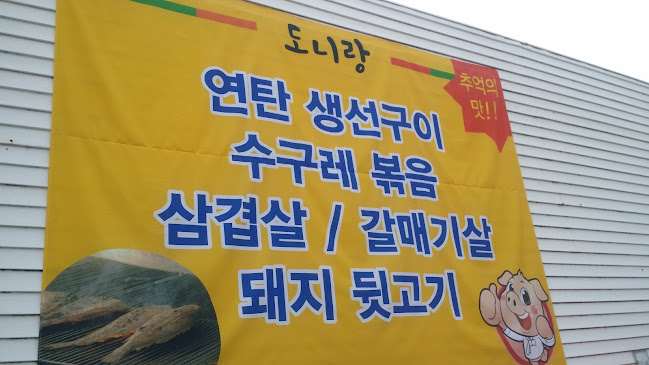 도니랑
추억의
맛!!
연탄 생선구이
수구레 볶음
삼겹살 / 갈매기살
돼지 뒷고기